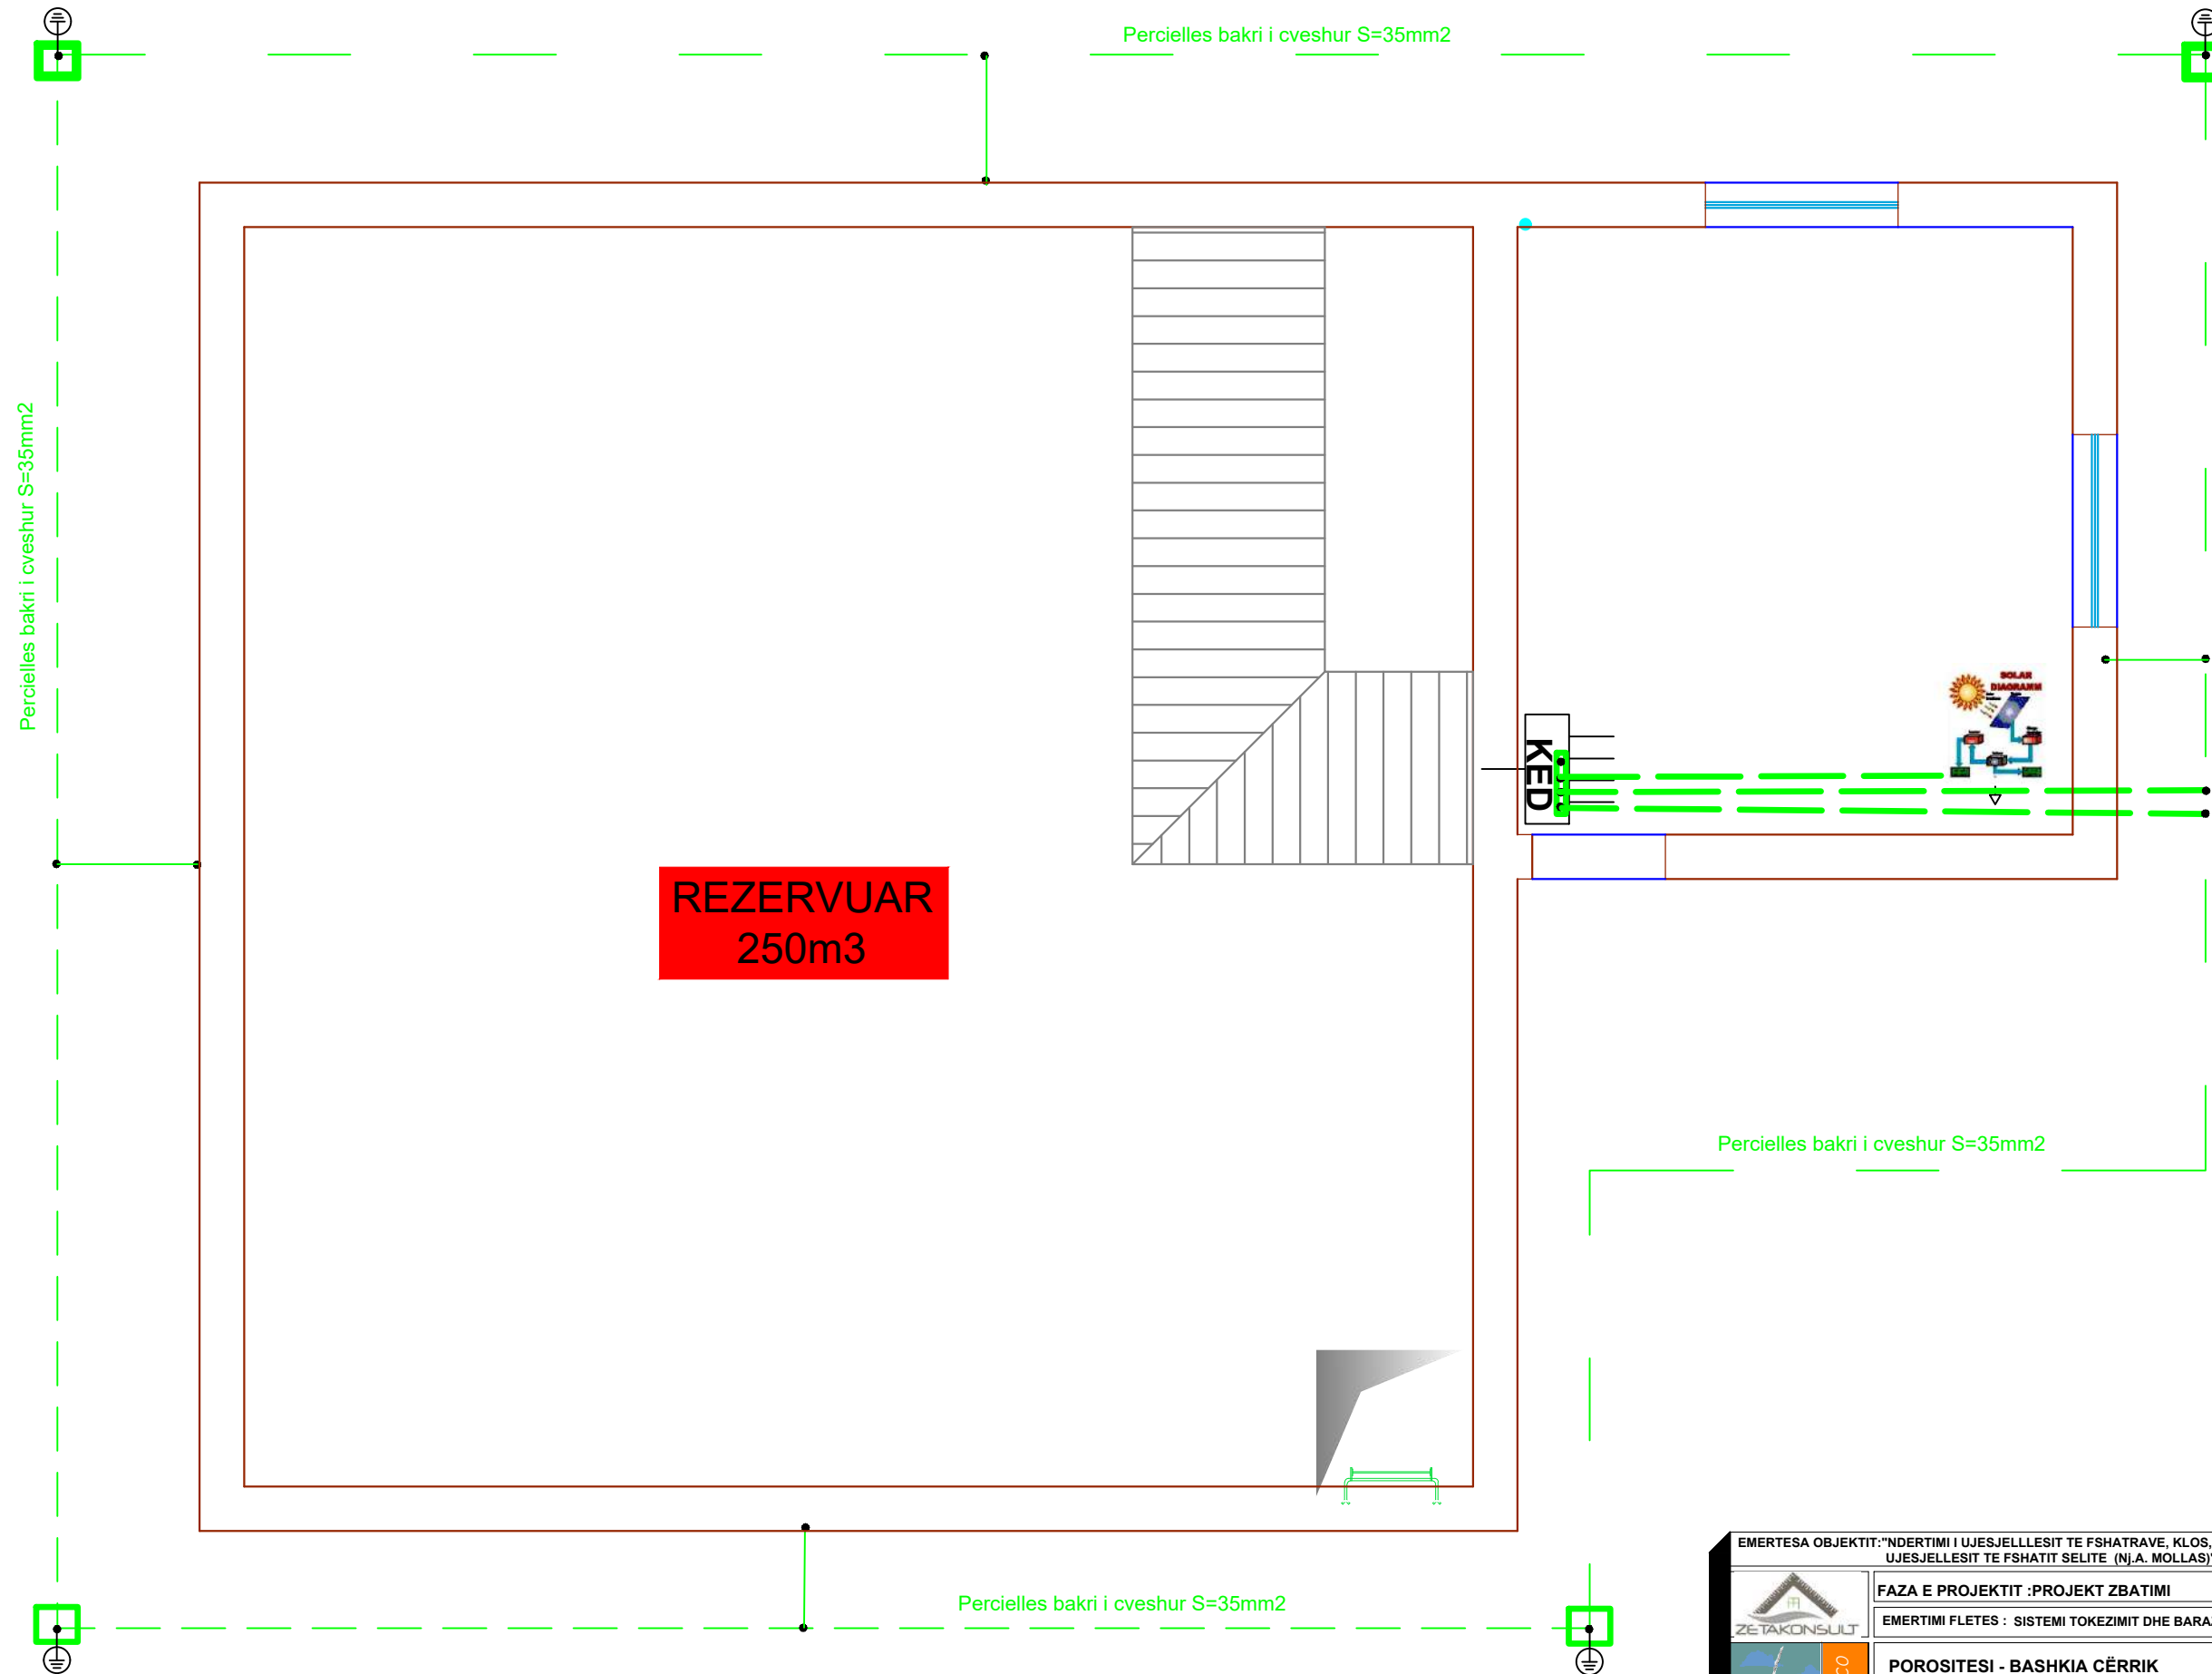 Percielles bakri i cveshur S=35mm2
Percielles bakri i cveshur S=35mm2
SOLAR
DIAGRAMM
KED
REZERVUAR
250m3
Percielles bakri i cveshur S=35mm2
Percielles bakri i cveshur S=35mm2
EMERTESA OBJEKTIT:"NDERTIMI I UJESJELLLESIT TE FSHATRAVE, KLOS,
UJESJELLESIT TE FSHATIT SELITE (Nj.A. MOLLAS)"
FAZA E PROJEKTIT :PROJEKT ZBATIMI
ZETAKONSULT
EMERTIMI FLETES : SISTEMI TOKEZIMIT DHE
POROSITESI - BASHKIA CËRRIK